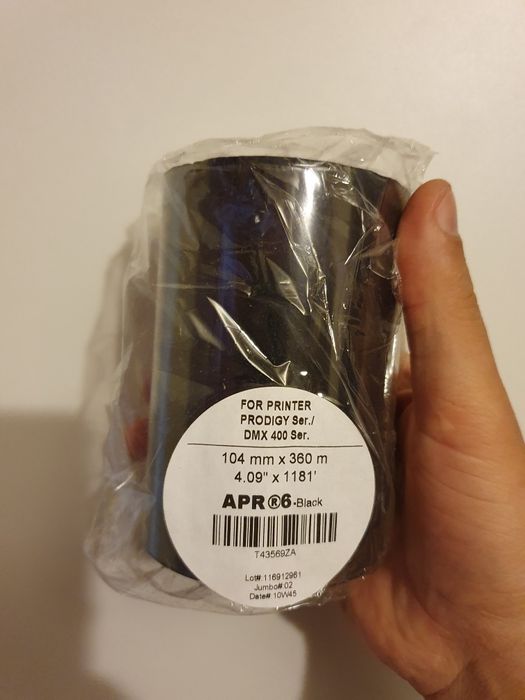 FOR PRINTER
PRODIGY Ser./
DMX 400 Ser.
104 mm x 360 m
4.09" x 1181'
APR®6-Black
T43569ZA
Lot#:116912961
Jumbo#:02
Date#:10W45